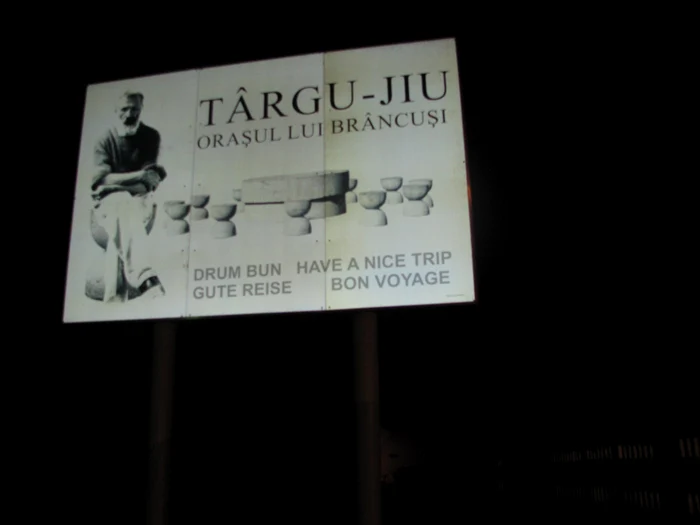 TÂRGU-JIU
ORAŞUL LUI BRÂNCUŞI
DRUM BUN HAVE A NICE TRIP
GUTE REISE BON VOYAGE